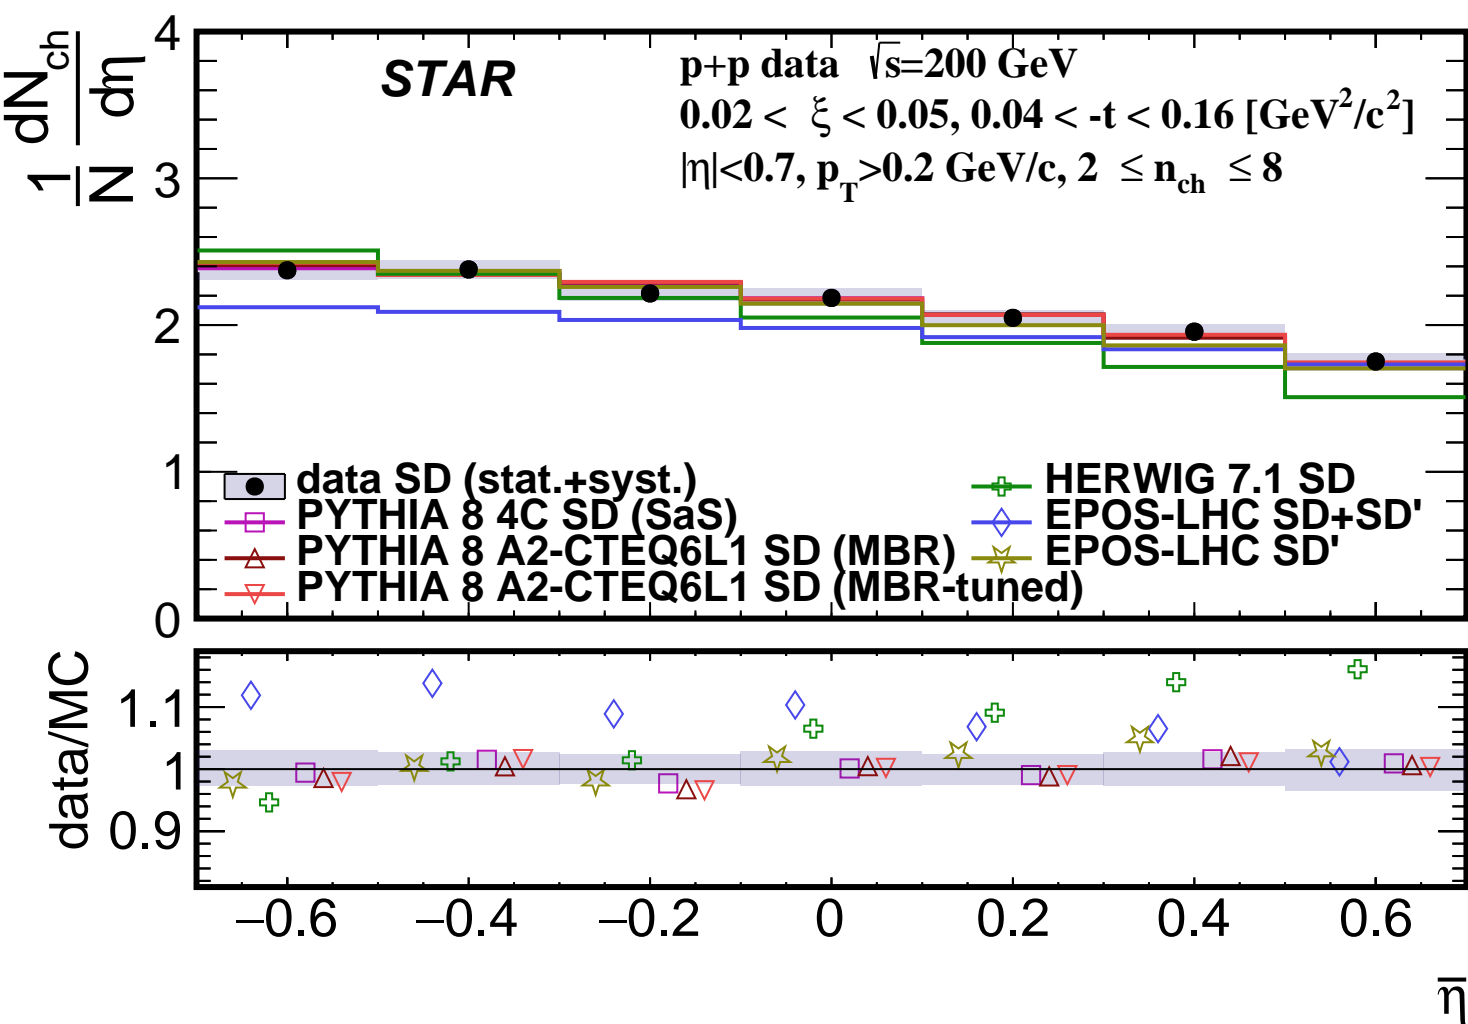 1/N dN_ch/dη
4
3
2
1
0
STAR
p+p data √s=200 GeV
0.02 < ξ < 0.05, 0.04 < -t < 0.16 [GeV²/c²]
|η|<0.7, p_T>0.2 GeV/c, 2 ≤ n_ch ≤ 8
data SD (stat.+syst.)
PYTHIA 8 4C SD (SaS)
PYTHIA 8 A2-CTEQ6L1 SD (MBR)
PYTHIA 8 A2-CTEQ6L1 SD (MBR-tuned)
HERWIG 7.1 SD
EPOS-LHC SD+SD'
EPOS-LHC SD'
data/MC
1.1
1
0.9
−0.6 −0.4 −0.2 0 0.2 0.4 0.6
η̅